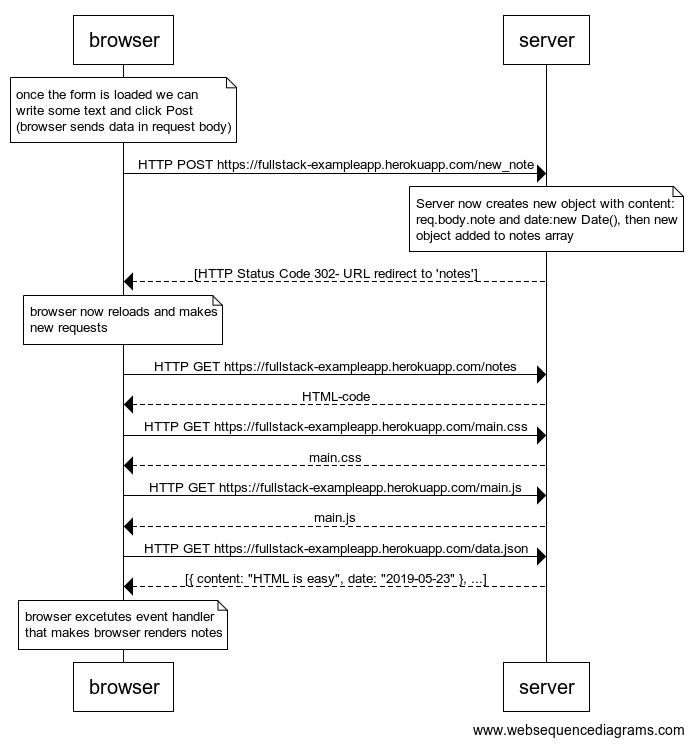 browser
server
once the form is loaded we can
write some text and click Post
(browser sends data in request body)
HTTP POST https://fullstack-exampleapp.herokuapp.com/new_note
Server now creates new object with content:
req.body.note and date:new Date(), then new
object added to notes array
[HTTP Status Code 302- URL redirect to 'notes']
browser now reloads and makes
new requests
HTTP GET https://fullstack-exampleapp.herokuapp.com/notes
HTML-code
HTTP GET https://fullstack-exampleapp.herokuapp.com/main.css
main.css
HTTP GET https://fullstack-exampleapp.herokuapp.com/main.js
main.js
HTTP GET https://fullstack-exampleapp.herokuapp.com/data.json
[{ content: "HTML is easy", date: "2019-05-23" }, ...]
browser excetutes event handler
that makes browser renders notes
browser
server
www.websequencediagrams.com